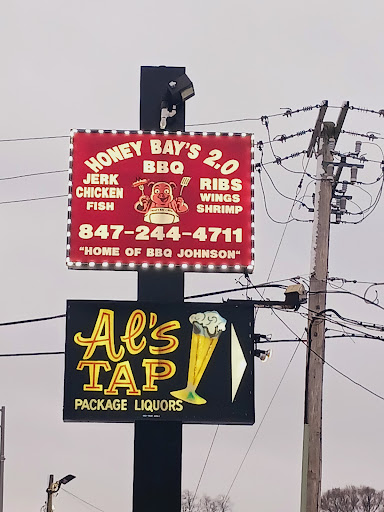 HONEY BAY'S 2.0
BBQ
JERK
CHICKEN
FISH
RIBS
WINGS
SHRIMP
847-244-4711
"HOME OF BBQ JOHNSON"
Al's
TAP
PACKAGE LIQUORS